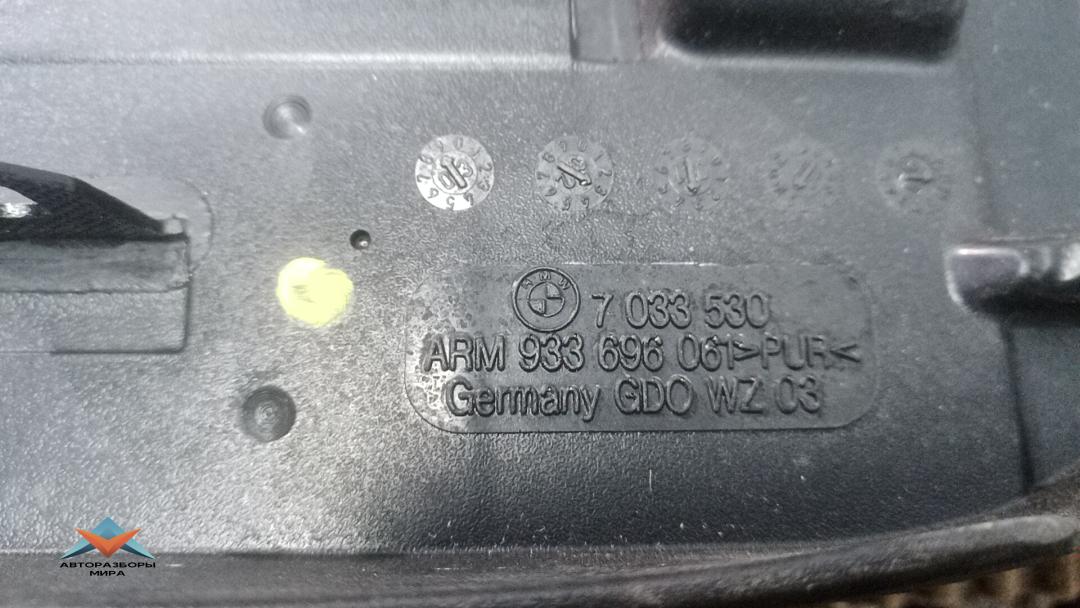 BMW 7 033 530
ARM 933 696 061>PUR<
Germany GDO WZ 03
АВТОРАЗБОРЫ
МИРА